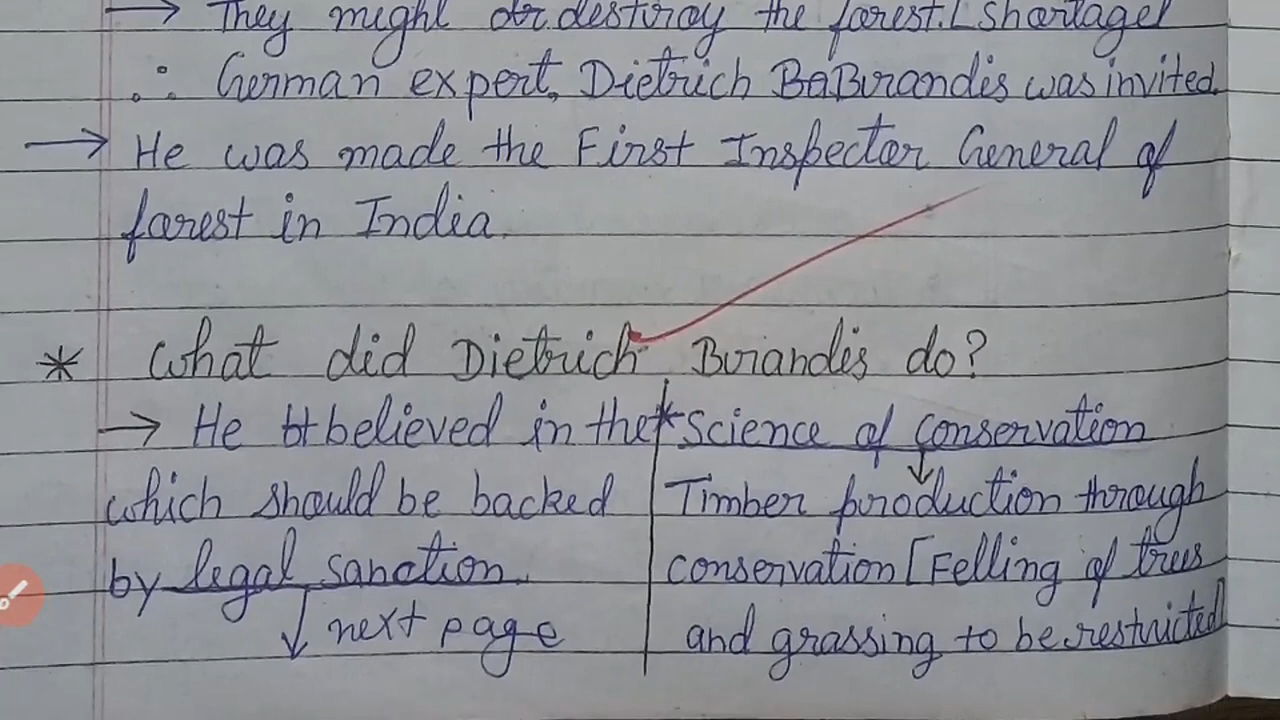 → They might destroy the forest. [Shortage]
∴ German expert, Dietrich Brandis was invited.
→ He was made the First Inspector General of
forest in India.
* What did Dietrich Brandis do?
→ He believed in the * Science of conservation
which should be backed
by legal sanction
↓ next page
↓
Timber production through
conservation [Felling of trees
and grassing to be restricted]